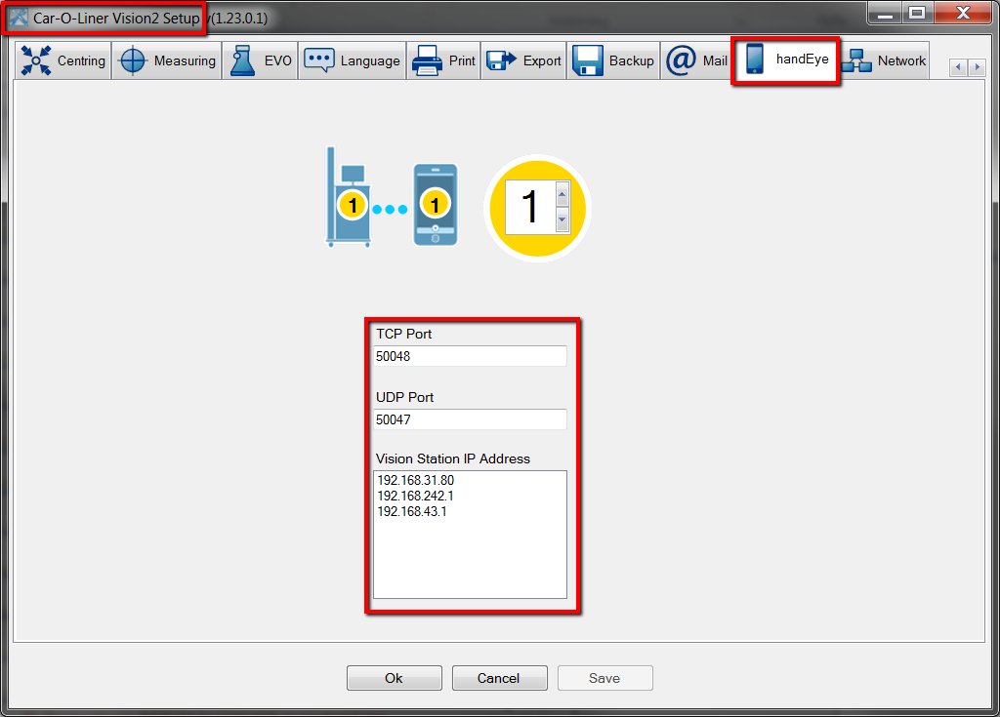 Car-O-Liner Vision2 Setup v(1.23.0.1)
Centring
Measuring
EVO
Language
Print
Export
Backup
@ Mail
handEye
Network
1
1
1
TCP Port
50048
UDP Port
50047
Vision Station IP Address
192.168.31.80
192.168.242.1
192.168.43.1
Ok
Cancel
Save